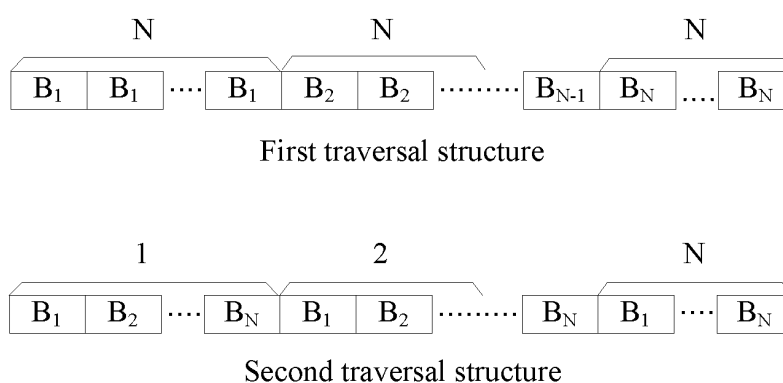 N N N
B1 B1 .... B1 B2 B2 ......... BN-1 BN .... BN
First traversal structure
1 2 N
B1 B2 .... BN B1 B2 ......... BN B1 .... BN
Second traversal structure